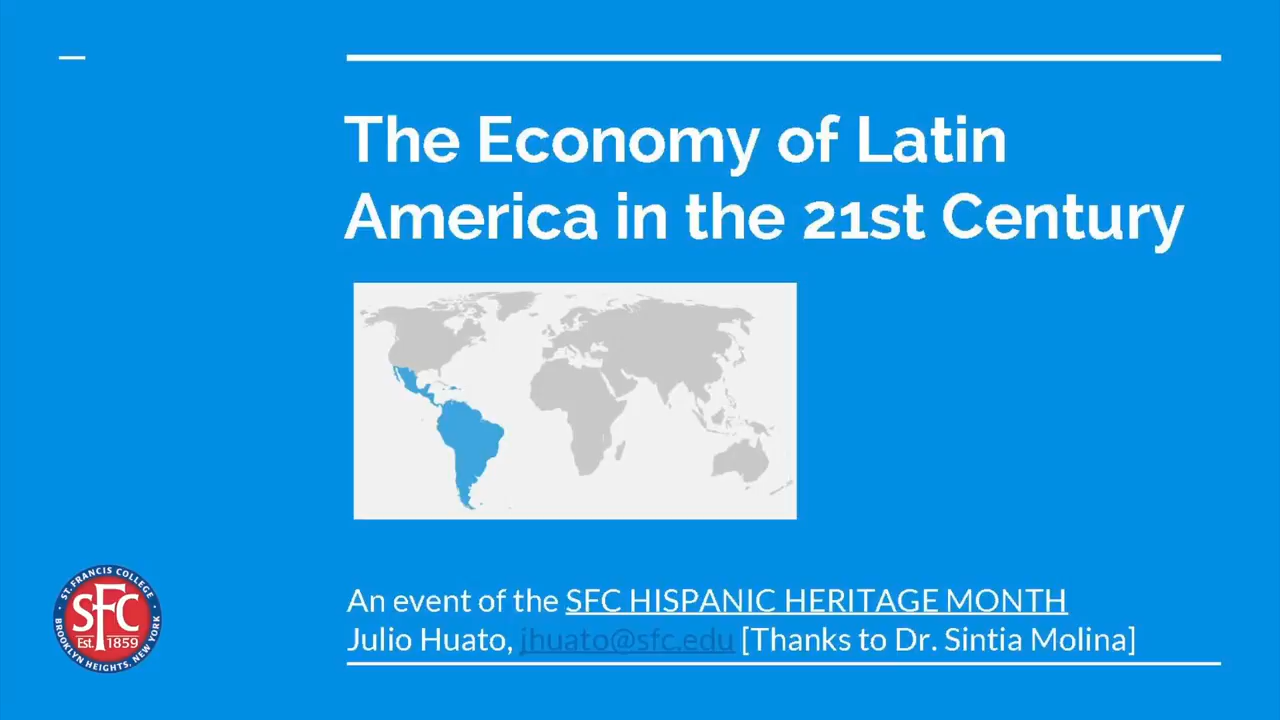 The Economy of Latin
America in the 21st Century
An event of the SFC HISPANIC HERITAGE MONTH
Julio Huato, jhuato@sfc.edu [Thanks to Dr. Sintia Molina]
ST. FRANCIS COLLEGE
SFC
Est. 1859
BROOKLYN HEIGHTS, NEW YORK